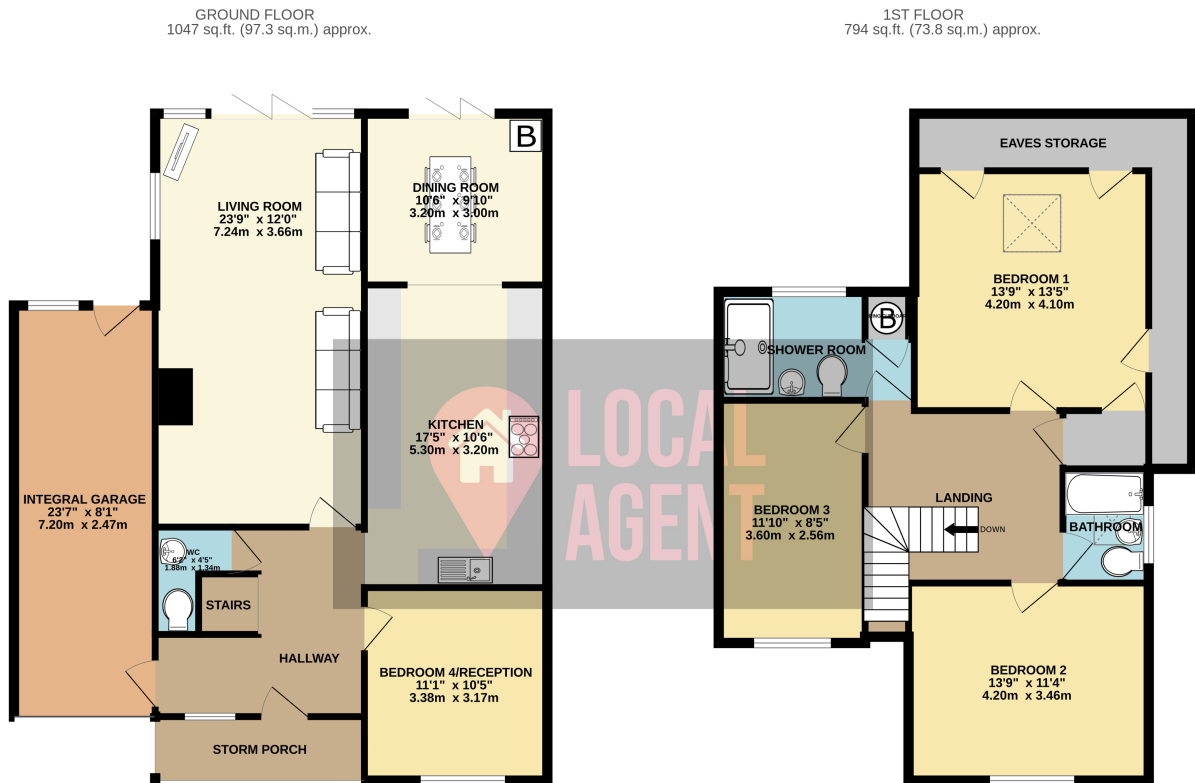 GROUND FLOOR
1047 sq.ft. (97.3 sq.m.) approx.
1ST FLOOR
794 sq.ft. (73.8 sq.m.) approx.
B
DINING ROOM
10'6" x 9'10"
3.20m x 3.00m
LIVING ROOM
23'9" x 12'0"
7.24m x 3.66m
KITCHEN
17'5" x 10'6"
5.30m x 3.20m
INTEGRAL GARAGE
23'7" x 8'1"
7.20m x 2.47m
WC
6'2" x 4'5"
1.88m x 1.34m
STAIRS
HALLWAY
BEDROOM 4/RECEPTION
11'1" x 10'5"
3.38m x 3.17m
STORM PORCH
LOCAL
AGENT
EAVES STORAGE
BEDROOM 1
13'9" x 13'5"
4.20m x 4.10m
B
SHOWER ROOM
LANDING
DOWN
BEDROOM 3
11'10" x 8'5"
3.60m x 2.56m
BATHROOM
BEDROOM 2
13'9" x 11'4"
4.20m x 3.46m